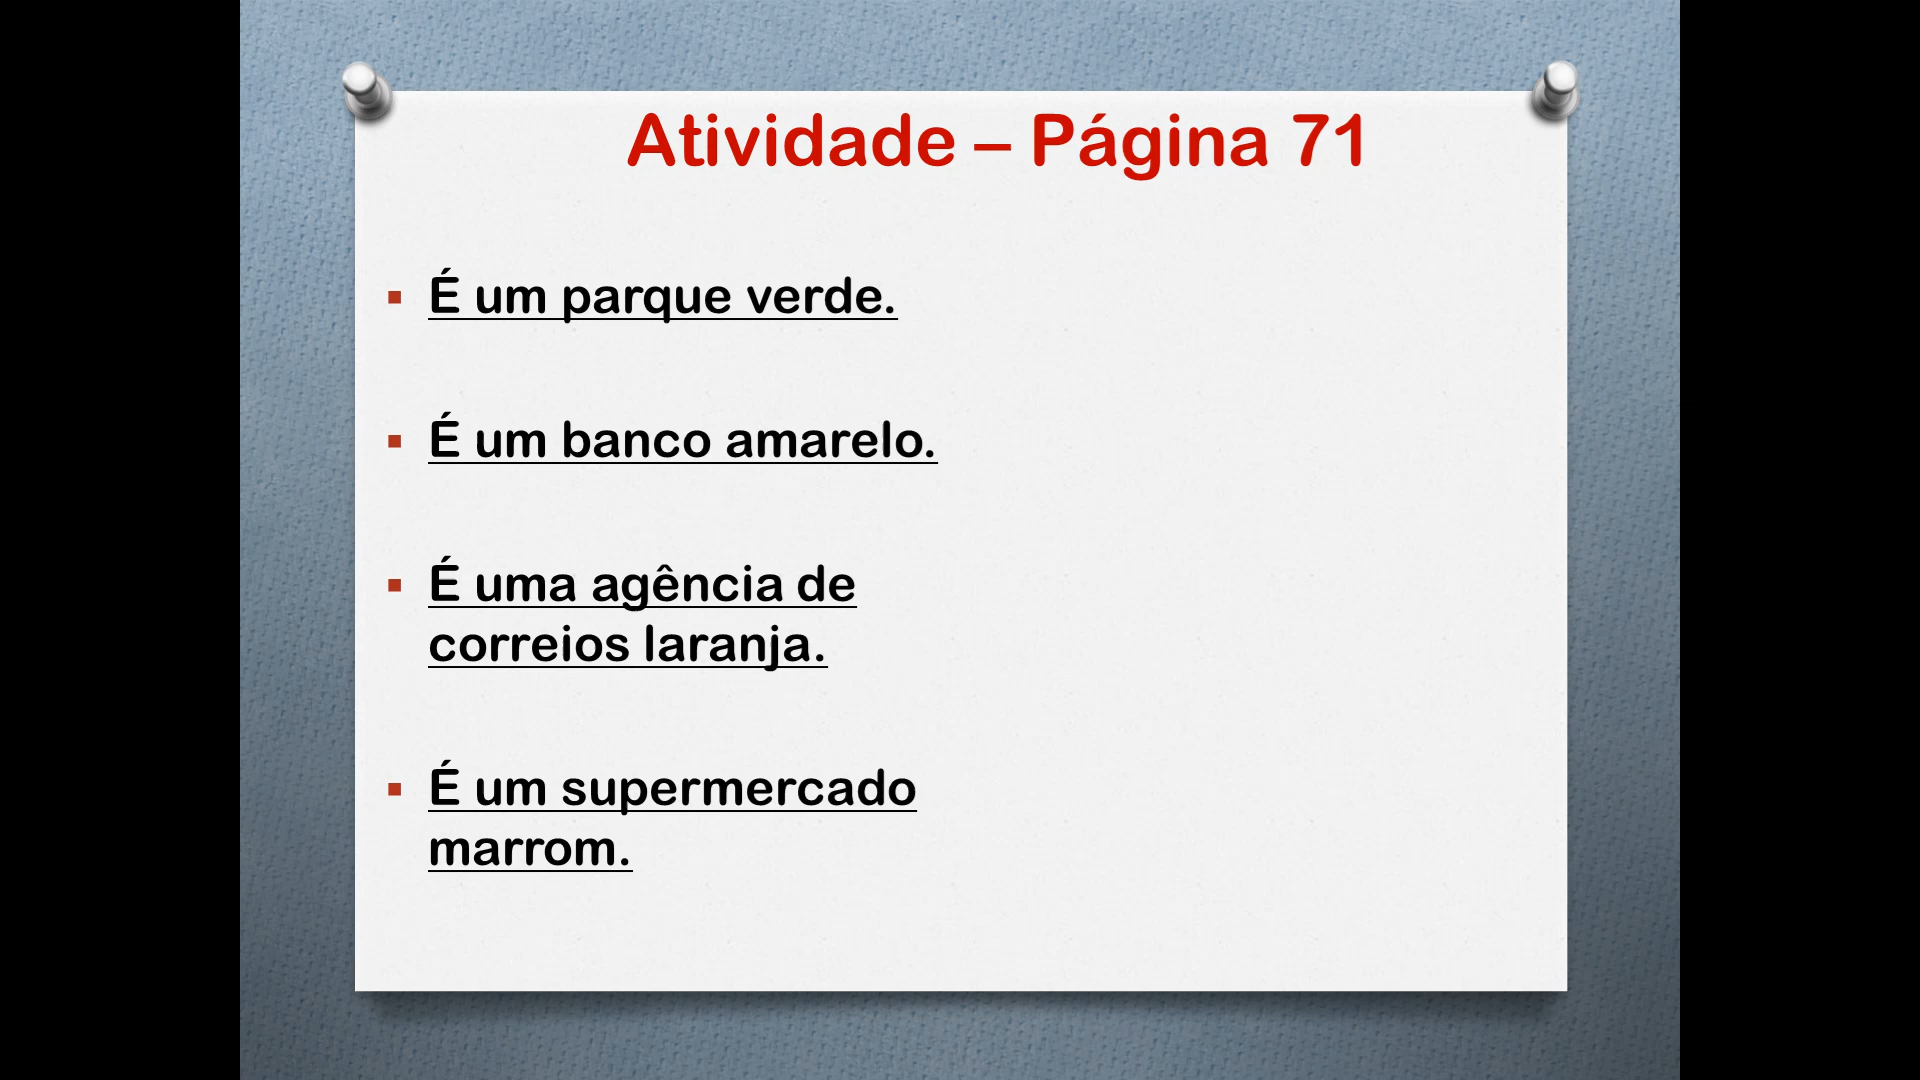 Atividade – Página 71
▪ É um parque verde.
▪ É um banco amarelo.
▪ É uma agência de
correios laranja.
▪ É um supermercado
marrom.